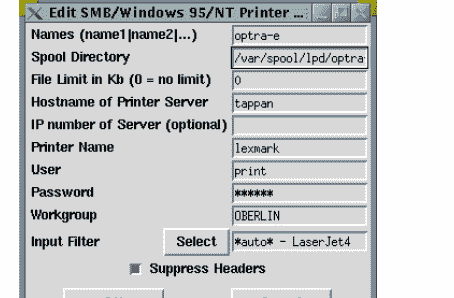 Edit SMB/Windows 95/NT Printer ...
Names (name1|name2|...) optra-e
Spool Directory /var/spool/lpd/optra
File Limit in Kb (0 = no limit) 0
Hostname of Printer Server tappan
IP number of Server (optional)
Printer Name lexmark
User print
Password ******
Workgroup OBERLIN
Input Filter Select *auto* - LaserJet4
Suppress Headers